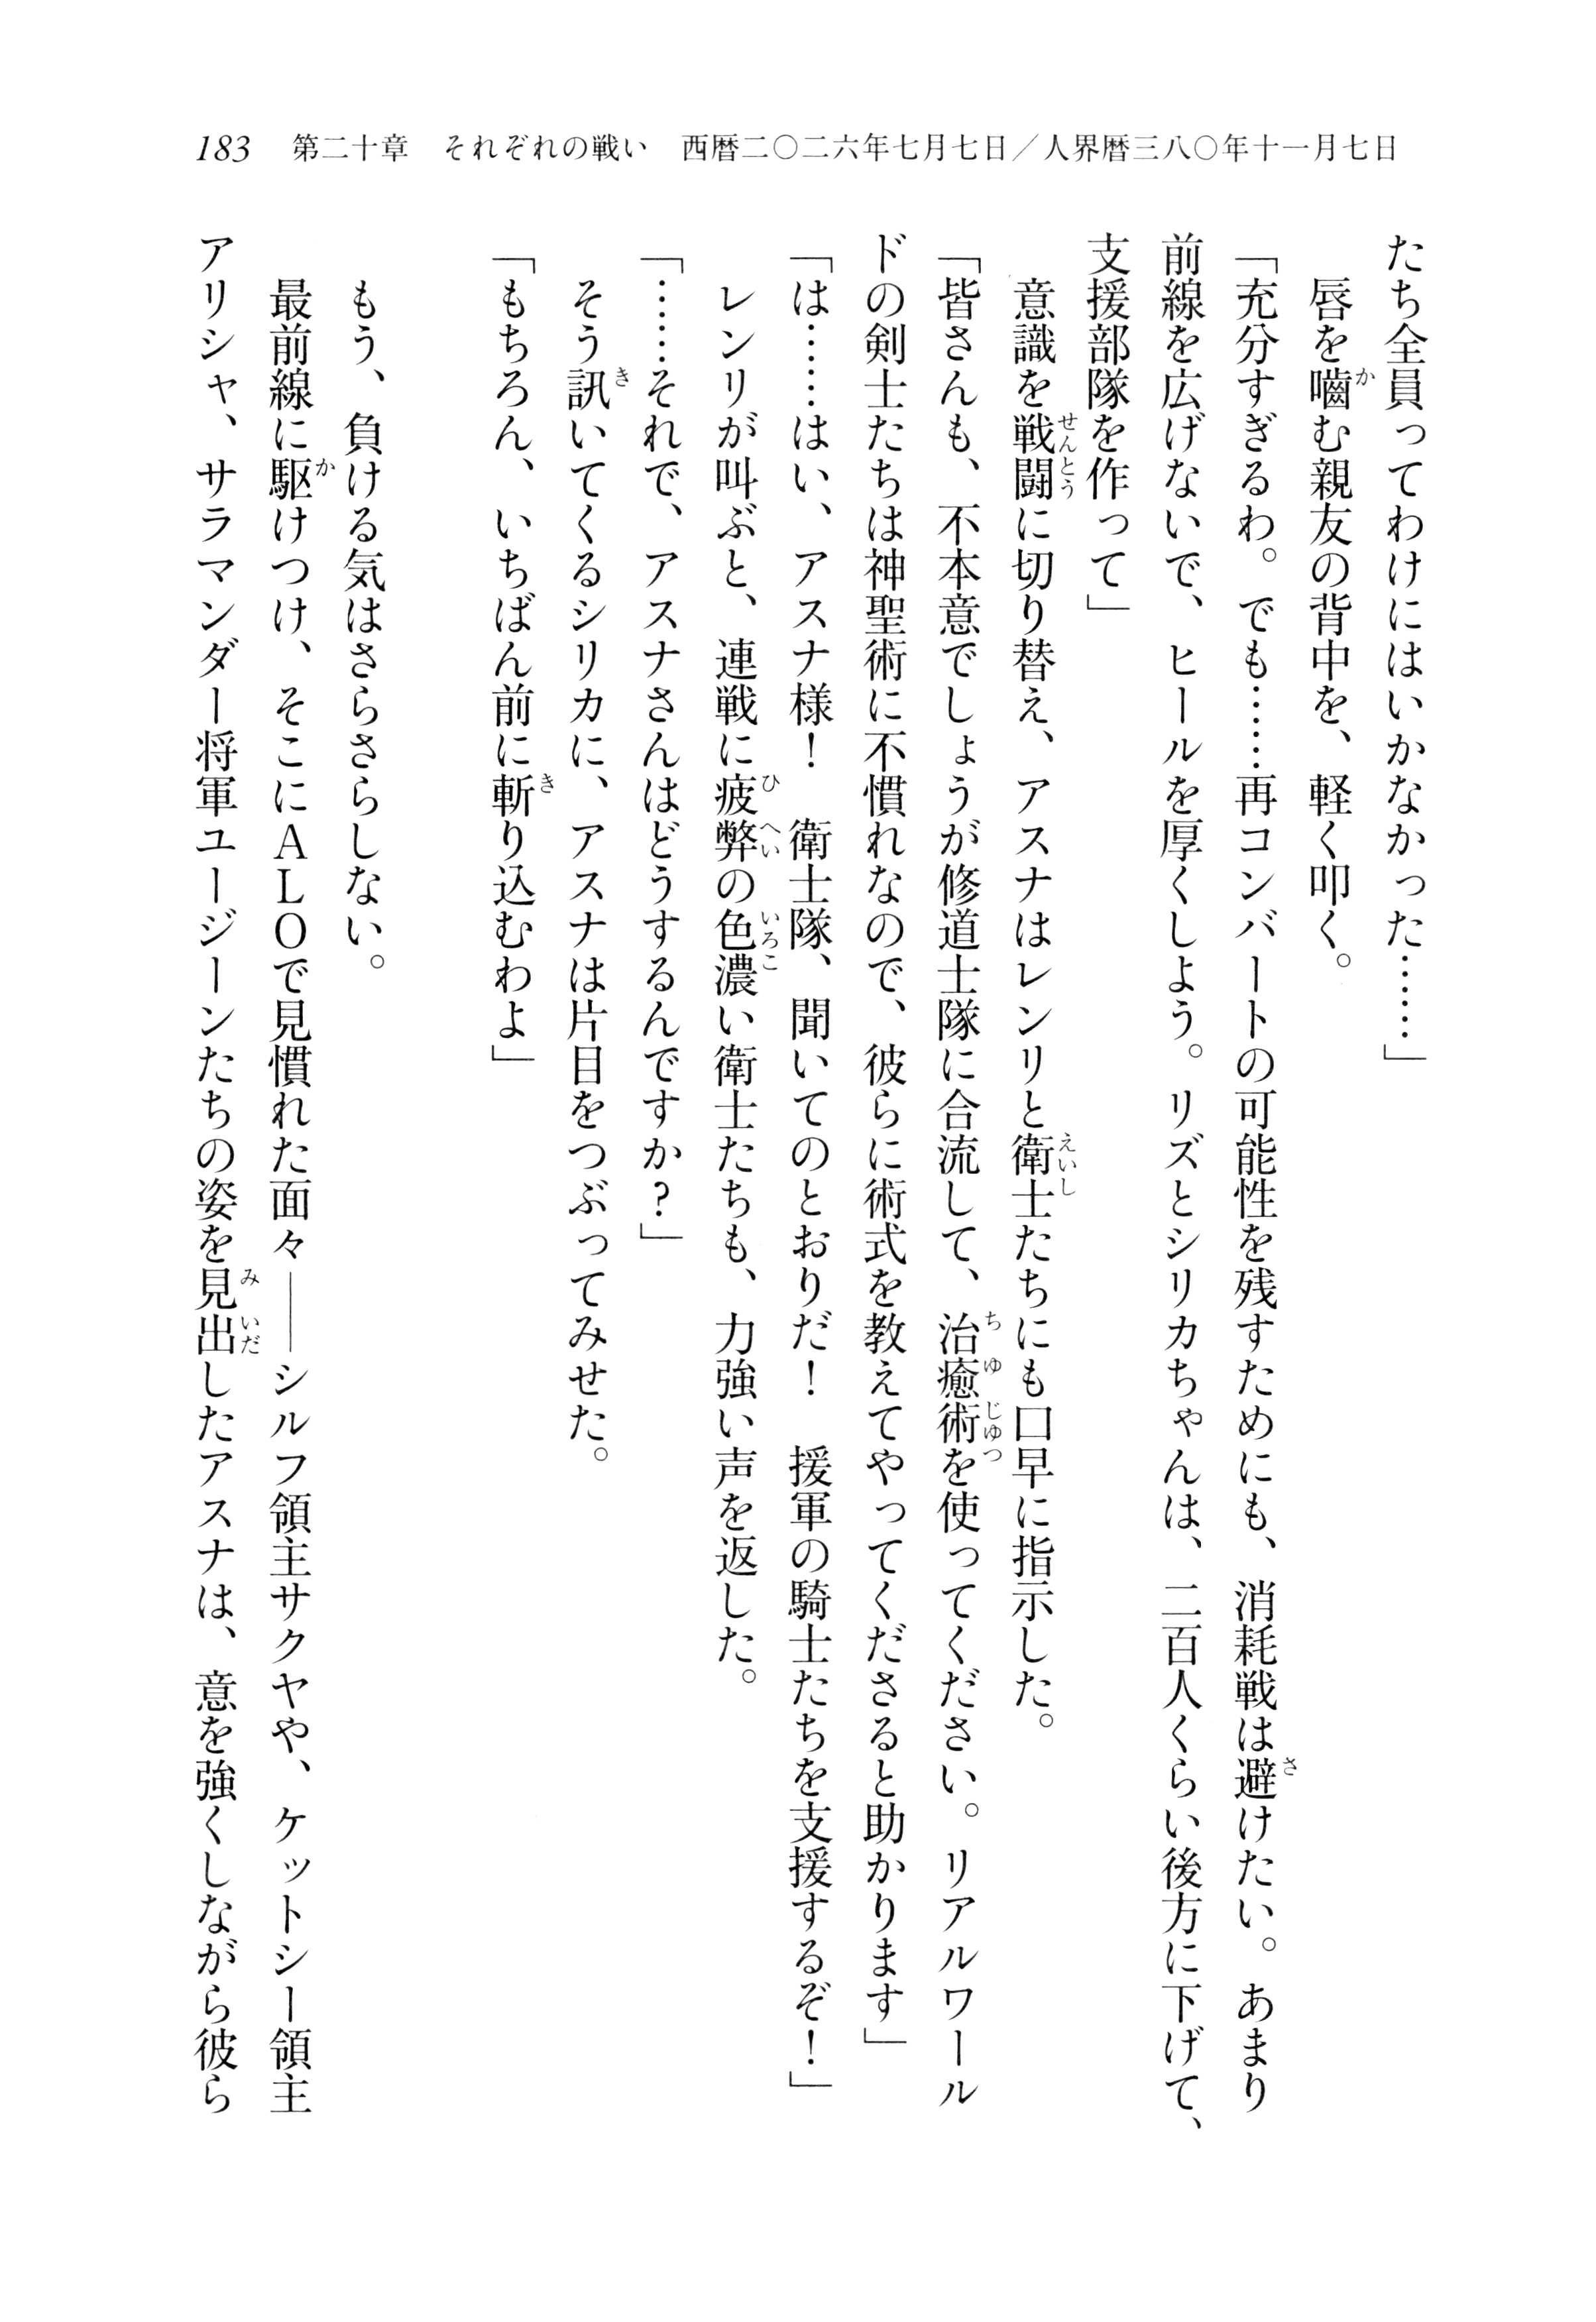 183　第二十章　それぞれの戦い　西暦二〇二六年七月七日／人界暦三八〇年十一月七日
たち全員ってわけにはいかなかった……」
　唇を嚙む親友の背中を、軽く叩く。
「充分すぎるわ。でも……再コンバートの可能性を残すためにも、消耗戦は避けたい。あまり
前線を広げないで、ヒールを厚くしよう。リズとシリカちゃんは、二百人くらい後方に下げて、
支援部隊を作って」
　意識を戦闘に切り替え、アスナはレンリと衛士たちにも口早に指示した。
「皆さんも、不本意でしょうが修道士隊に合流して、治癒術を使ってください。リアルワール
ドの剣士たちは神聖術に不慣れなので、彼らに術式を教えてやってくださると助かります」
「は……はい、アスナ様！　衛士隊、聞いてのとおりだ！　援軍の騎士たちを支援するぞ！」
　レンリが叫ぶと、連戦に疲弊の色濃い衛士たちも、力強い声を返した。
「……それで、アスナさんはどうするんですか？」
　そう訊いてくるシリカに、アスナは片目をつぶってみせた。
「もちろん、いちばん前に斬り込むわよ」
　もう、負ける気はさらさらしない。
　最前線に駆けつけ、そこにＡＬＯで見慣れた面々――シルフ領主サクヤや、ケットシー領主
アリシャ、サラマンダー将軍ユージーンたちの姿を見出したアスナは、意を強くしながら彼ら